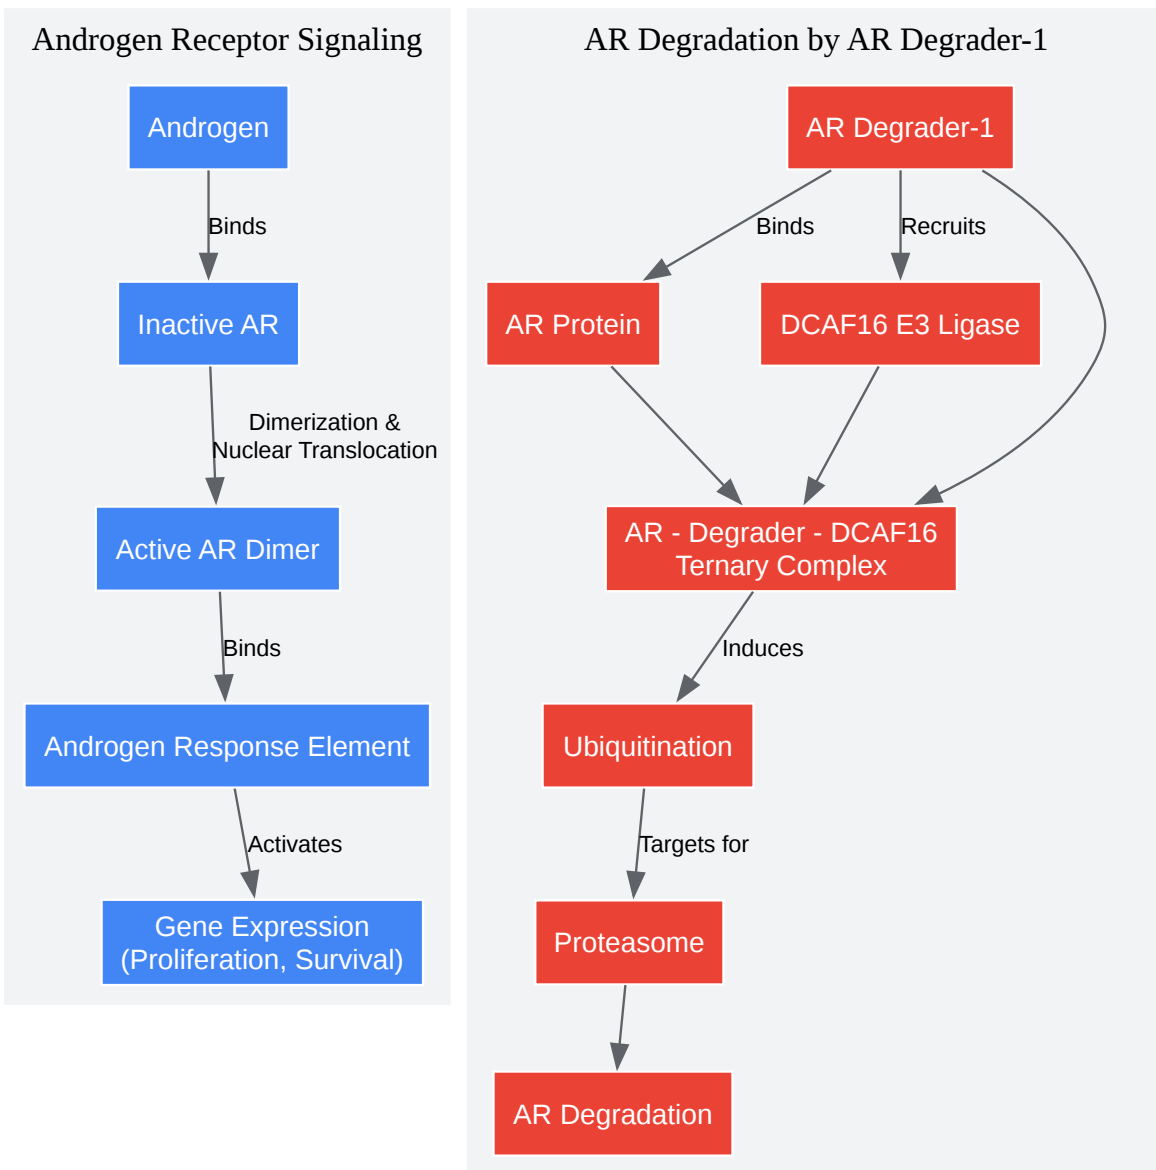 Androgen Receptor Signaling
Androgen
Binds
Inactive AR
Dimerization &
Nuclear Translocation
Active AR Dimer
Binds
Androgen Response Element
Activates
Gene Expression
(Proliferation, Survival)
AR Degradation by AR Degrader-1
AR Degrader-1
Binds
Recruits
AR Protein
DCAF16 E3 Ligase
AR - Degrader - DCAF16
Ternary Complex
Induces
Ubiquitination
Targets for
Proteasome
AR Degradation